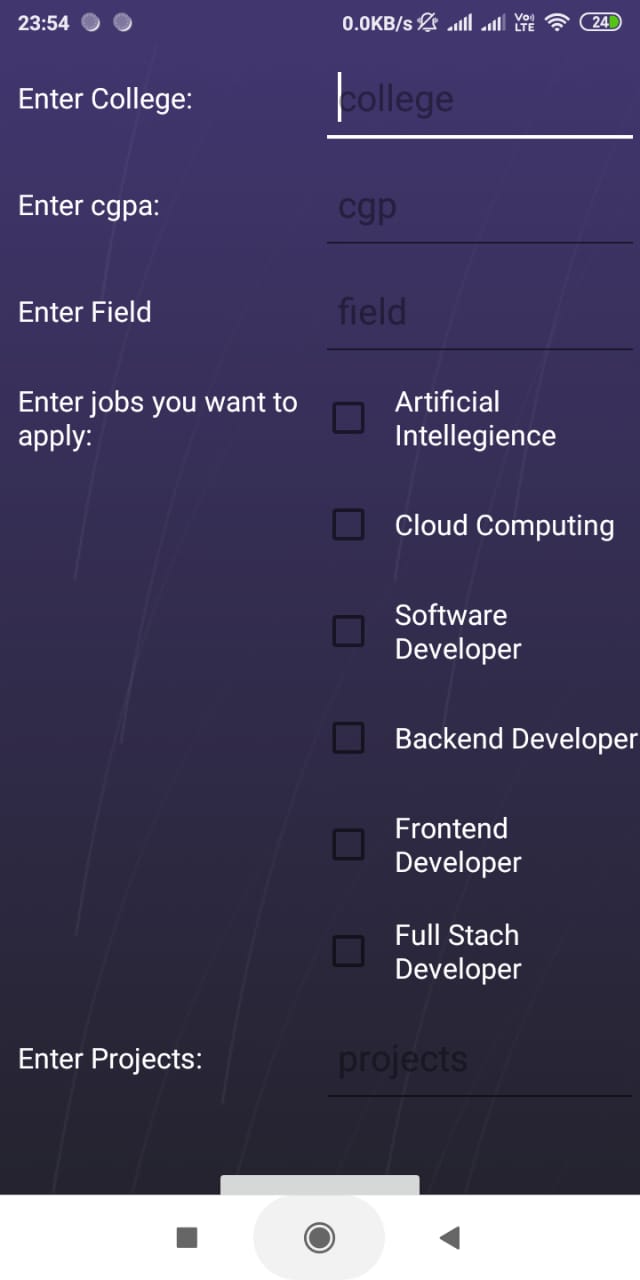 23:54 0.0KB/s Vo) LTE 24
Enter College: college
Enter cgpa: cgp
Enter Field field
Enter jobs you want to apply:
Artificial
Intellegience
Cloud Computing
Software
Developer
Backend Developer
Frontend
Developer
Full Stach
Developer
Enter Projects: projects